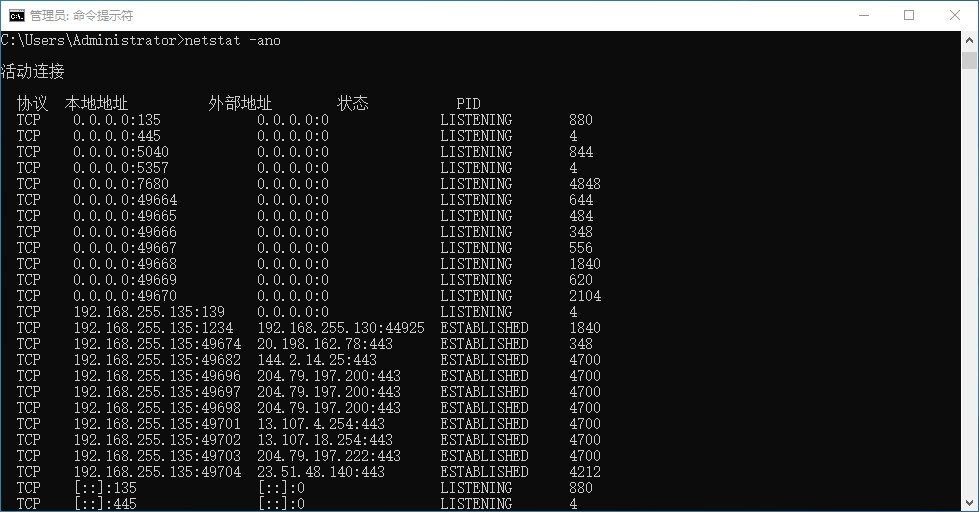 管理员: 命令提示符
C:\Users\Administrator>netstat -ano
活动连接
协议 本地地址 外部地址 状态 PID
TCP 0.0.0.0:135 0.0.0.0:0 LISTENING 880
TCP 0.0.0.0:445 0.0.0.0:0 LISTENING 4
TCP 0.0.0.0:5040 0.0.0.0:0 LISTENING 844
TCP 0.0.0.0:5357 0.0.0.0:0 LISTENING 4
TCP 0.0.0.0:7680 0.0.0.0:0 LISTENING 4848
TCP 0.0.0.0:49664 0.0.0.0:0 LISTENING 644
TCP 0.0.0.0:49665 0.0.0.0:0 LISTENING 484
TCP 0.0.0.0:49666 0.0.0.0:0 LISTENING 348
TCP 0.0.0.0:49667 0.0.0.0:0 LISTENING 556
TCP 0.0.0.0:49668 0.0.0.0:0 LISTENING 1840
TCP 0.0.0.0:49669 0.0.0.0:0 LISTENING 620
TCP 0.0.0.0:49670 0.0.0.0:0 LISTENING 2104
TCP 192.168.255.135:139 0.0.0.0:0 LISTENING 4
TCP 192.168.255.135:1234 192.168.255.130:44925 ESTABLISHED 1840
TCP 192.168.255.135:49674 20.198.162.78:443 ESTABLISHED 348
TCP 192.168.255.135:49682 144.2.14.25:443 ESTABLISHED 4700
TCP 192.168.255.135:49696 204.79.197.200:443 ESTABLISHED 4700
TCP 192.168.255.135:49697 204.79.197.200:443 ESTABLISHED 4700
TCP 192.168.255.135:49698 204.79.197.200:443 ESTABLISHED 4700
TCP 192.168.255.135:49701 13.107.4.254:443 ESTABLISHED 4700
TCP 192.168.255.135:49702 13.107.18.254:443 ESTABLISHED 4700
TCP 192.168.255.135:49703 204.79.197.222:443 ESTABLISHED 4700
TCP 192.168.255.135:49704 23.51.48.140:443 ESTABLISHED 4212
TCP [::]:135 [::]:0 LISTENING 880
TCP [::]:445 [::]:0 LISTENING 4